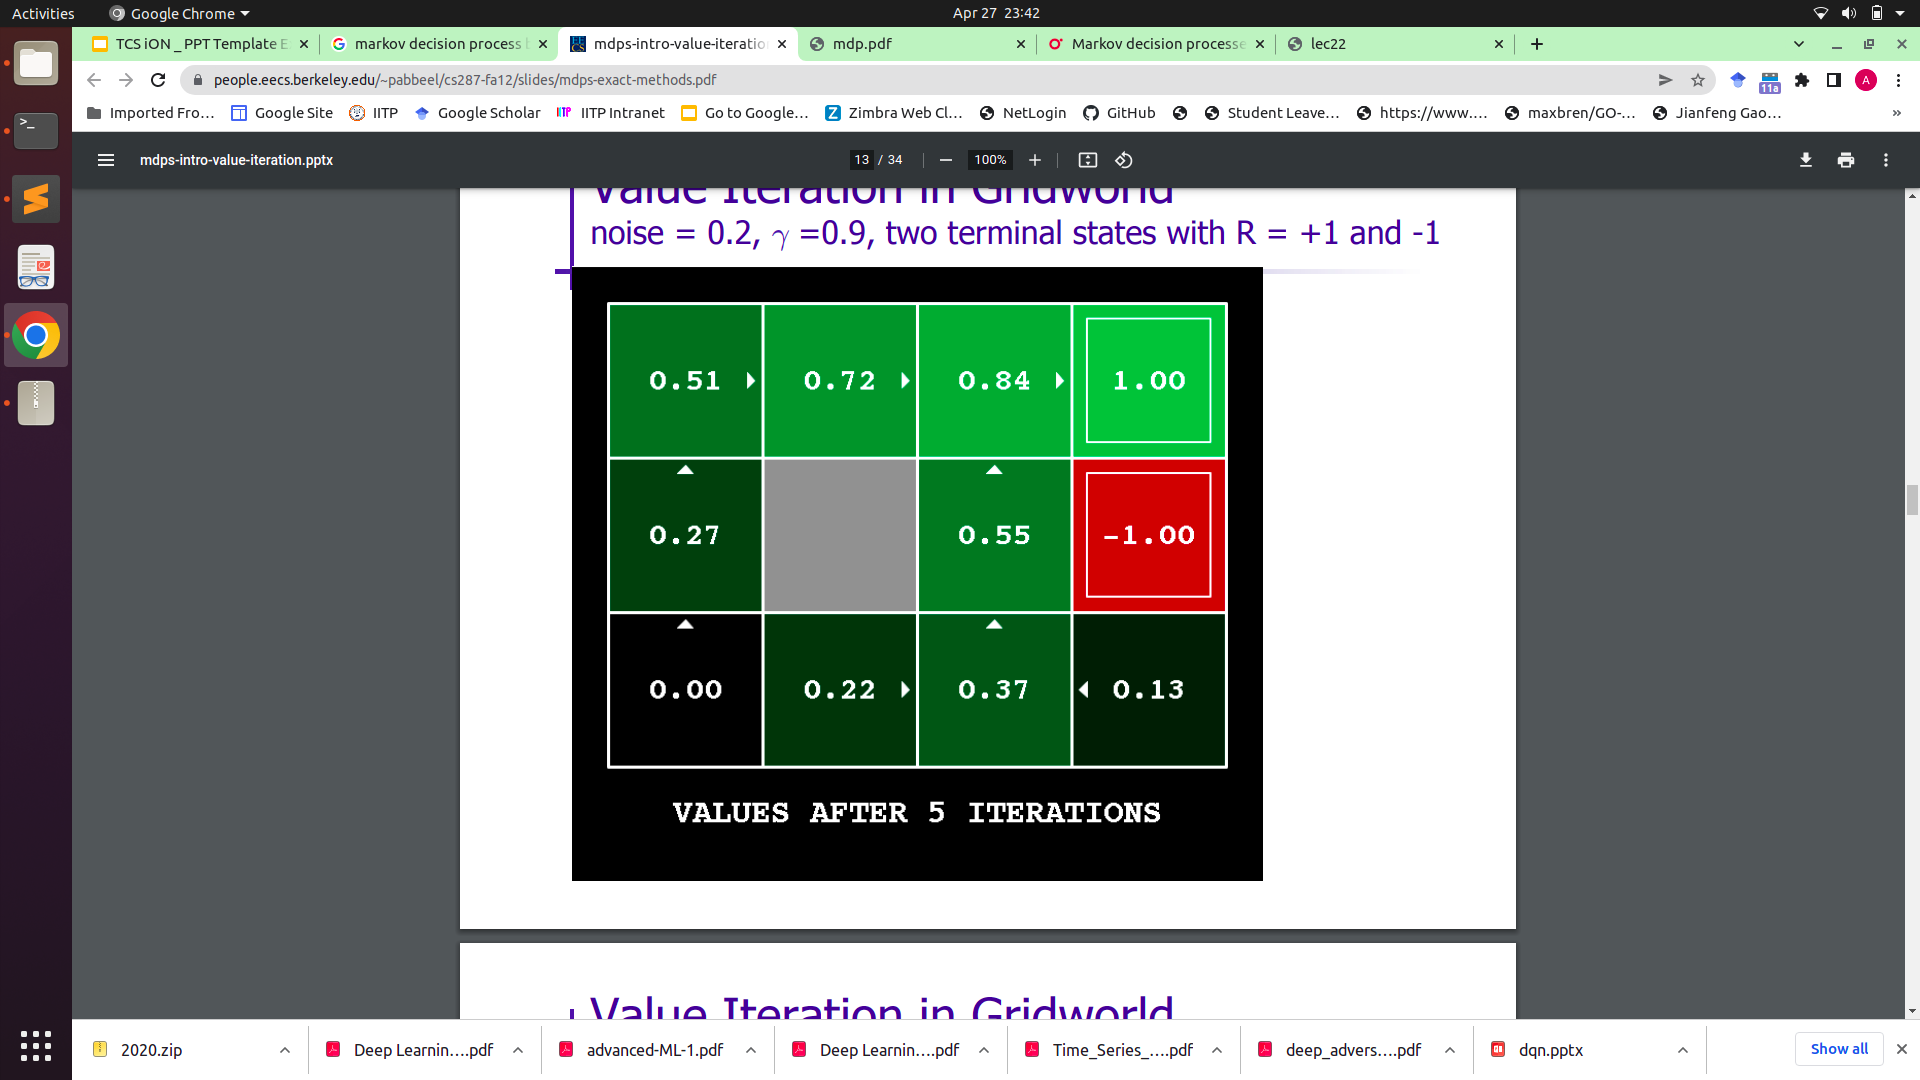 Activities
Google Chrome
Apr 27 23:42
TCS iON _ PPT Template E
markov decision process
mdps-intro-value-iteratio
mdp.pdf
Markov decision processe
lec22
people.eecs.berkeley.edu/~pabbeel/cs287-fa12/slides/mdps-exact-methods.pdf
11a
A
Imported Fro...
Google Site
IITP
Google Scholar
IITP Intranet
Go to Google...
Zimbra Web Cl...
NetLogin
GitHub
Student Leave...
https://www....
maxbren/GO-...
Jianfeng Gao...
»
mdps-intro-value-iteration.pptx
13 / 34
100%
Value Iteration in Gridworld
noise = 0.2, γ =0.9, two terminal states with R = +1 and -1
0.51 0.72 0.84 1.00
0.27 0.55 -1.00
0.00 0.22 0.37 0.13
VALUES AFTER 5 ITERATIONS
Value Iteration in Gridworld
2020.zip
Deep Learnin....pdf
advanced-ML-1.pdf
Deep Learnin....pdf
Time_Series_....pdf
deep_advers....pdf
dqn.pptx
Show all